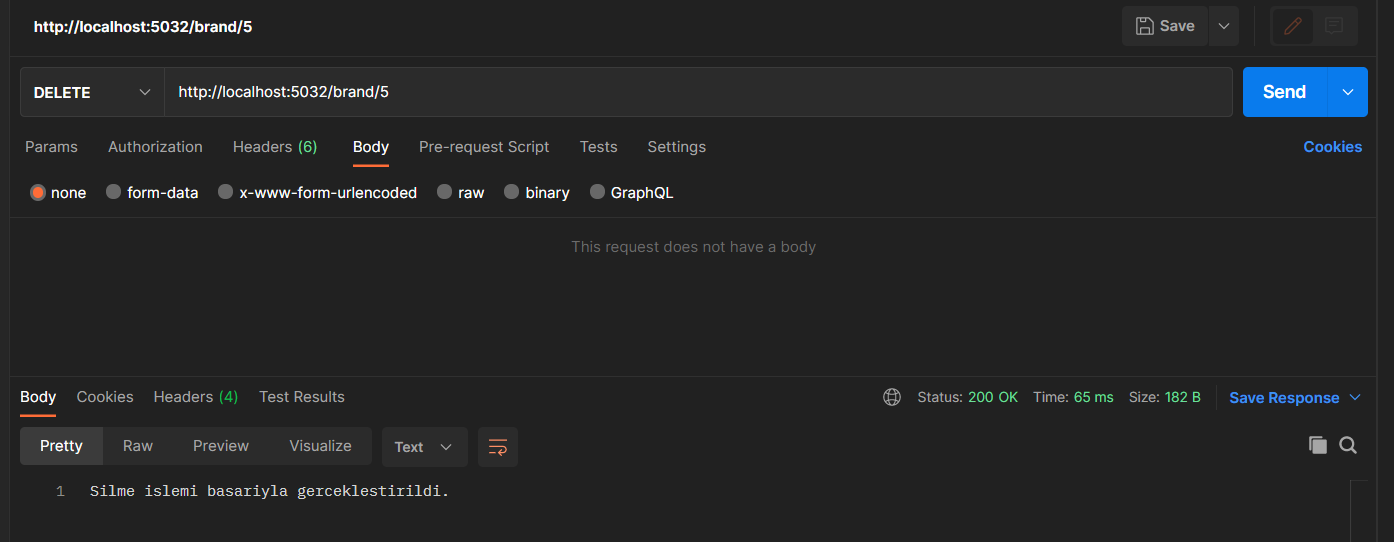 http://localhost:5032/brand/5 Save
DELETE http://localhost:5032/brand/5 Send
Params Authorization Headers (6) Body Pre-request Script Tests Settings Cookies
none form-data x-www-form-urlencoded raw binary GraphQL
This request does not have a body
Body Cookies Headers (4) Test Results Status: 200 OK Time: 65 ms Size: 182 B Save Response
Pretty Raw Preview Visualize Text
1 Silme islemi basariyla gerceklestirildi.